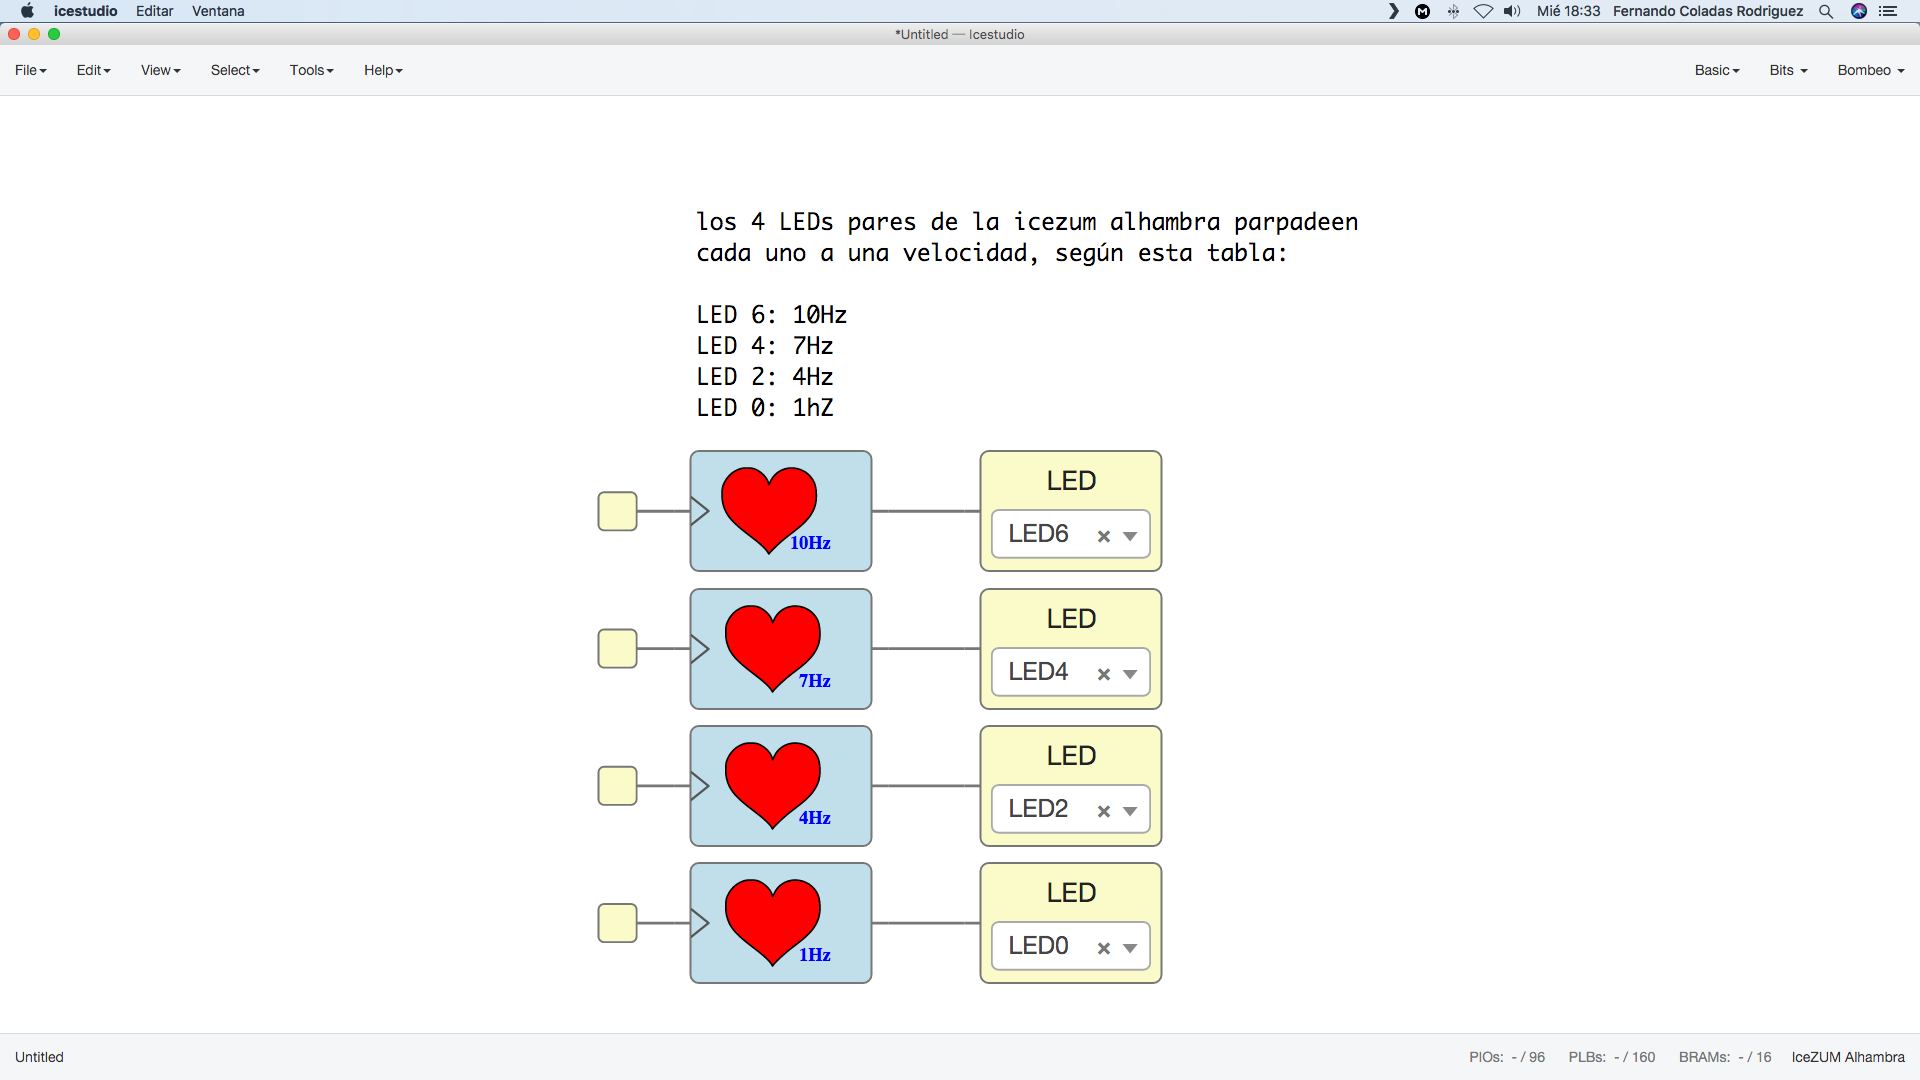 icestudio Editar Ventana Mié 18:33 Fernando Coladas Rodriguez
*Untitled — Icestudio
File Edit View Select Tools Help Basic Bits Bombeo
los 4 LEDs pares de la icezum alhambra parpadeen
cada uno a una velocidad, según esta tabla:
LED 6: 10Hz
LED 4: 7Hz
LED 2: 4Hz
LED 0: 1hZ
LED
LED6
10Hz
LED
LED4
7Hz
LED
LED2
4Hz
LED
LED0
1Hz
Untitled PIOs: - / 96 PLBs: - / 160 BRAMs: - / 16 IceZUM Alhambra